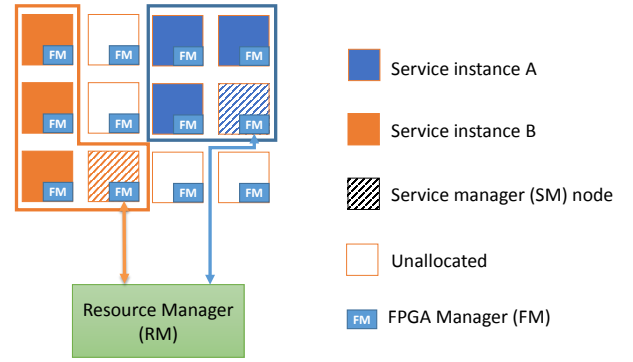 FM FM FM FM
FM FM FM FM
FM FM FM FM
Resource Manager
(RM)
Service instance A
Service instance B
Service manager (SM) node
Unallocated
FM FPGA Manager (FM)